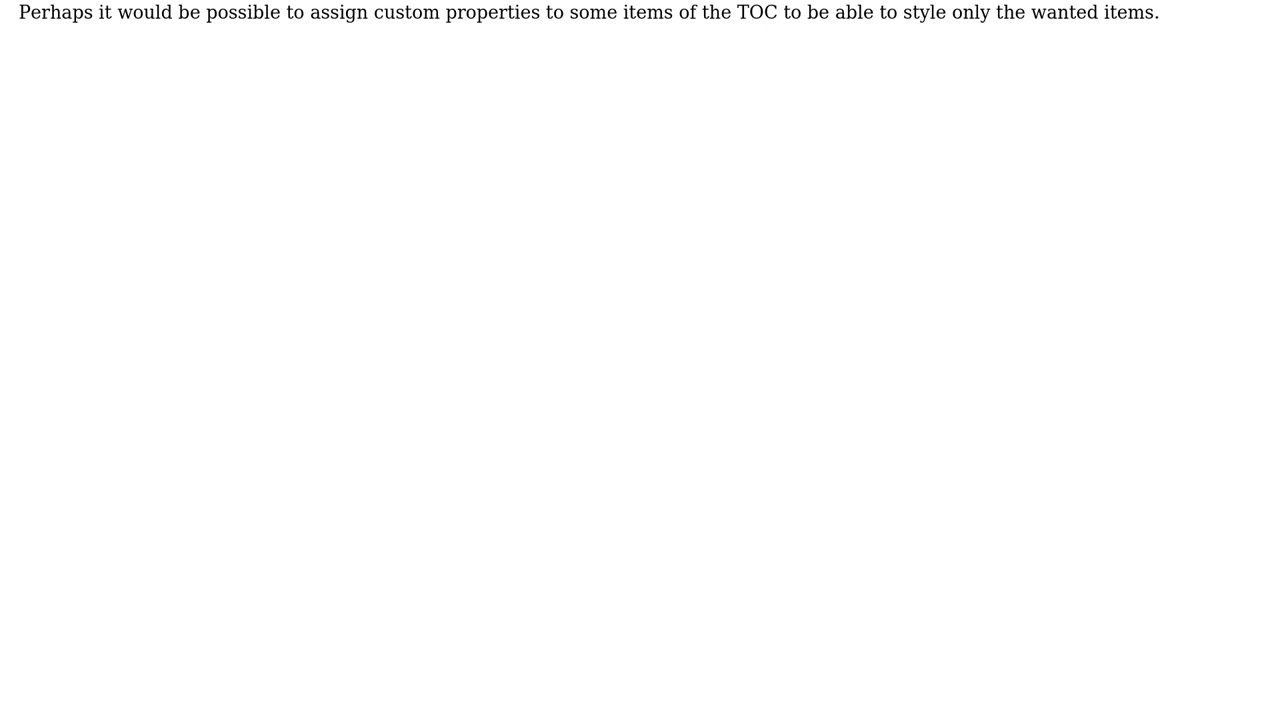 Perhaps it would be possible to assign custom properties to some items of the TOC to be able to style only the wanted items.